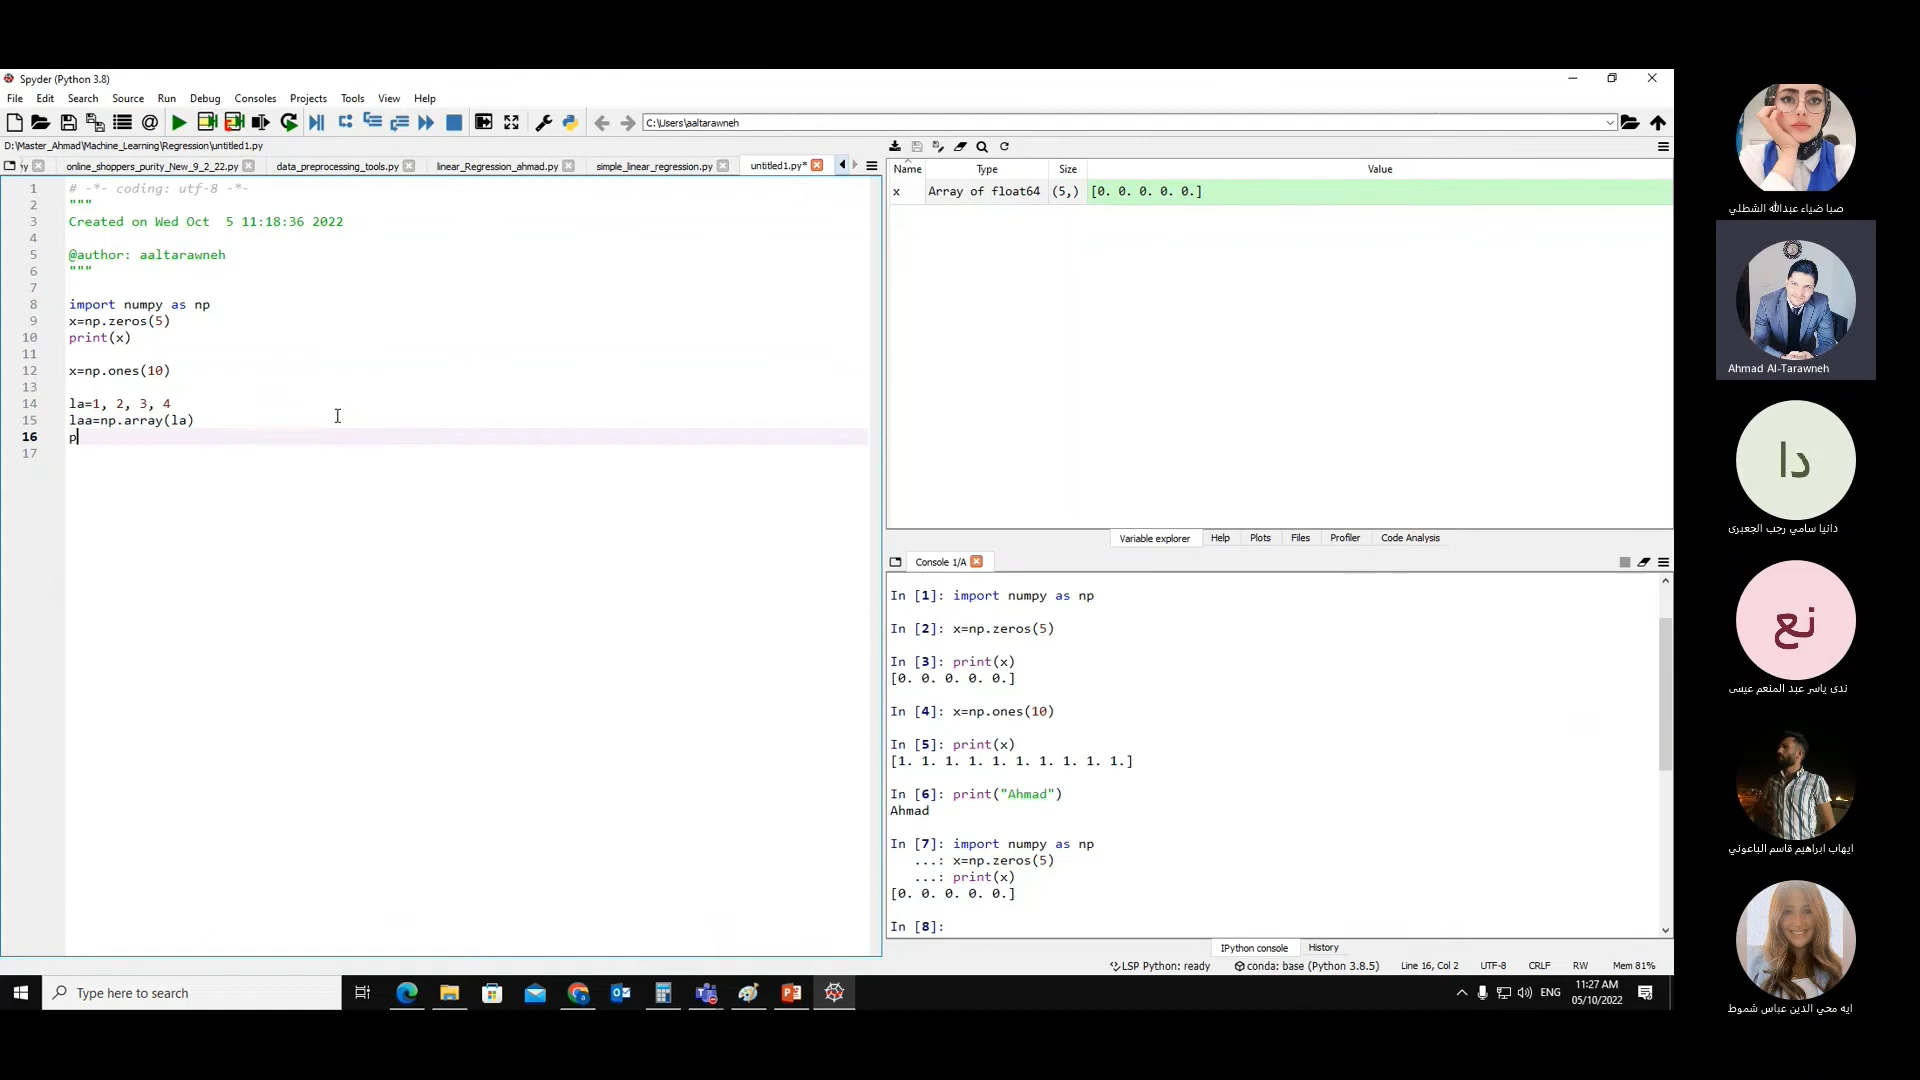 Spyder (Python 3.8)
File Edit Search Source Run Debug Consoles Projects Tools View Help
C:\Users\aaltarawneh
D:\Master_Ahmad\Machine_Learning\Regression\untitled1.py
py online_shoppers_purity_New_9_2_22.py data_preprocessing_tools.py linear_Regression_ahmad.py simple_linear_regression.py untitled1.py*
1 # -*- coding: utf-8 -*-
2 """
3 Created on Wed Oct  5 11:18:36 2022
4
5 @author: aaltarawneh
6 """
7
8 import numpy as np
9 x=np.zeros(5)
10 print(x)
11
12 x=np.ones(10)
13
14 la=1, 2, 3, 4
15 laa=np.array(la)
16 p
17
Name Type Size Value
x Array of float64 (5,) [0. 0. 0. 0. 0.]
Variable explorer Help Plots Files Profiler Code Analysis
Console 1/A
In [1]: import numpy as np
In [2]: x=np.zeros(5)
In [3]: print(x)
[0. 0. 0. 0. 0.]
In [4]: x=np.ones(10)
In [5]: print(x)
[1. 1. 1. 1. 1. 1. 1. 1. 1. 1.]
In [6]: print("Ahmad")
Ahmad
In [7]: import numpy as np
...: x=np.zeros(5)
...: print(x)
[0. 0. 0. 0. 0.]
In [8]:
IPython console History
LSP Python: ready conda: base (Python 3.8.5) Line 16, Col 2 UTF-8 CRLF RW Mem 81%
Type here to search
ENG
11:27 AM
05/10/2022
صبا ضياء عبدالله الشطلي
Ahmad Al-Tarawneh
دا
دانيا سامي رجب الجعبرى
نع
ندى ياسر عبد المنعم عيسى
ايهاب ابراهيم قاسم الباعوني
ايه محي الدين عباس شموط